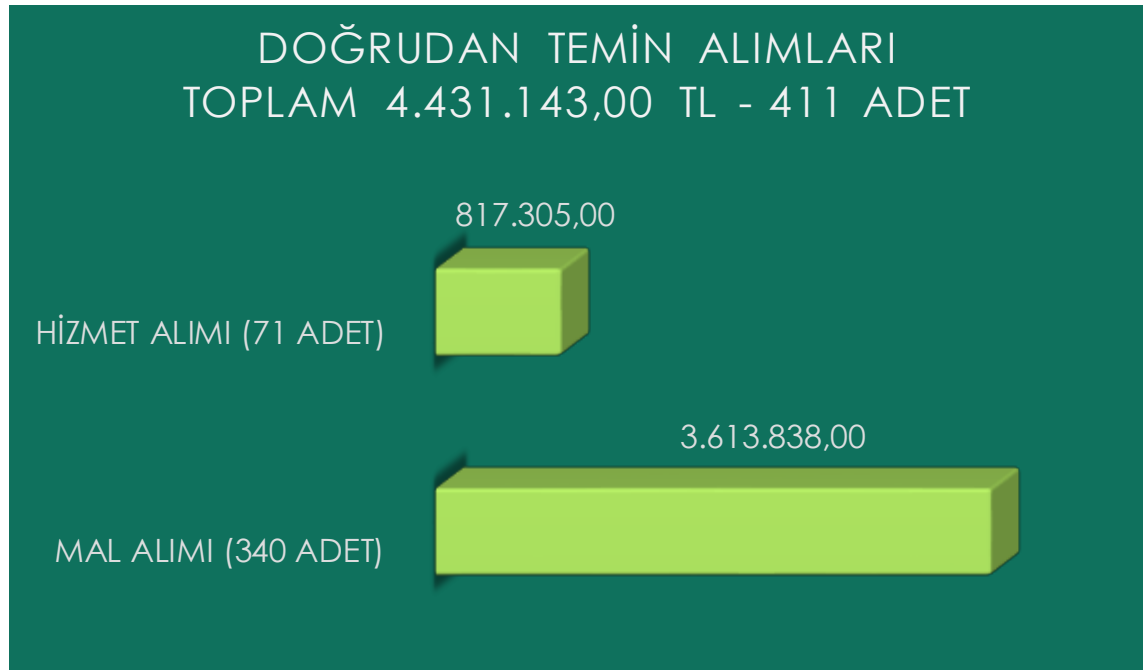 DOĞRUDAN TEMİN ALIMLARI
TOPLAM 4.431.143,00 TL - 411 ADET
817.305,00
HİZMET ALIMI (71 ADET)
3.613.838,00
MAL ALIMI (340 ADET)